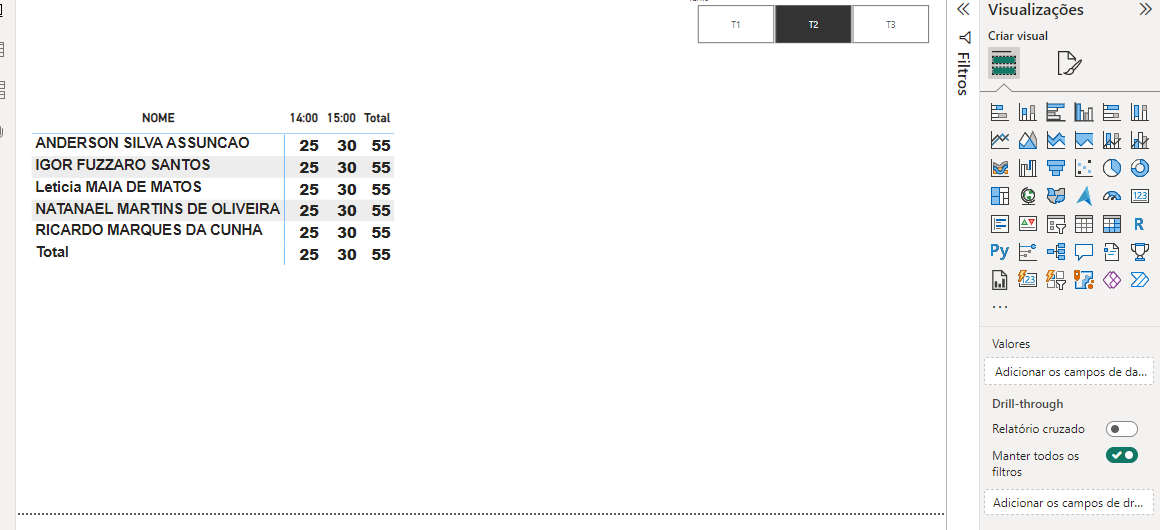 T1 T2 T3
NOME 14:00 15:00 Total
ANDERSON SILVA ASSUNCAO 25 30 55
IGOR FUZZARO SANTOS 25 30 55
Leticia MAIA DE MATOS 25 30 55
NATANAEL MARTINS DE OLIVEIRA 25 30 55
RICARDO MARQUES DA CUNHA 25 30 55
Total 25 30 55
Filtros
Visualizações
Criar visual
123
R
Py
123
...
Valores
Adicionar os campos de da...
Drill-through
Relatório cruzado
Manter todos os
filtros
Adicionar os campos de dr...